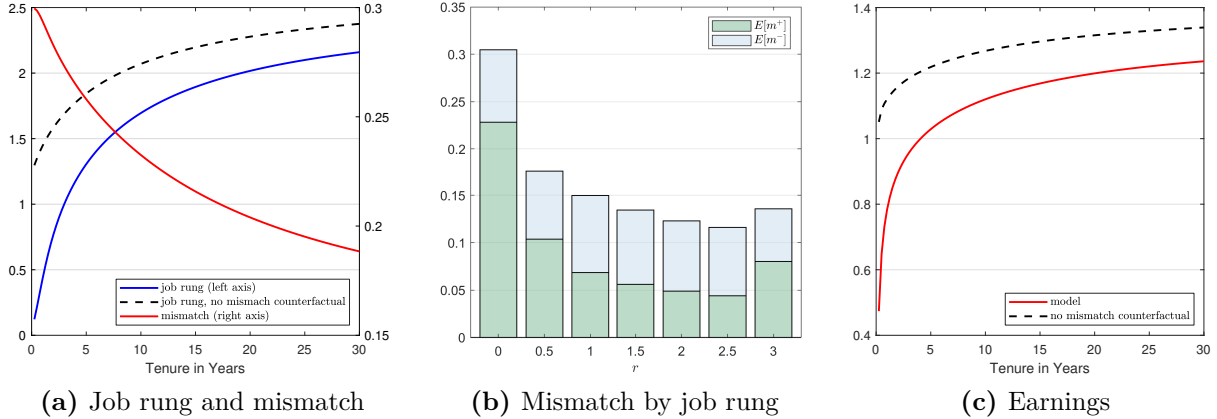 2.5
2
1.5
1
0.5
0
0.3
0.25
0.2
0.15
0 5 10 15 20 25 30
Tenure in Years
job rung (left axis)
job rung, no mismach counterfactual
mismatch (right axis)
(a) Job rung and mismatch
0.35
0.3
0.25
0.2
0.15
0.1
0.05
0
0 0.5 1 1.5 2 2.5 3
r
E[m⁺]
E[m⁻]
(b) Mismatch by job rung
1.4
1.2
1
0.8
0.6
0.4
0 5 10 15 20 25 30
Tenure in Years
model
no mismatch counterfactual
(c) Earnings